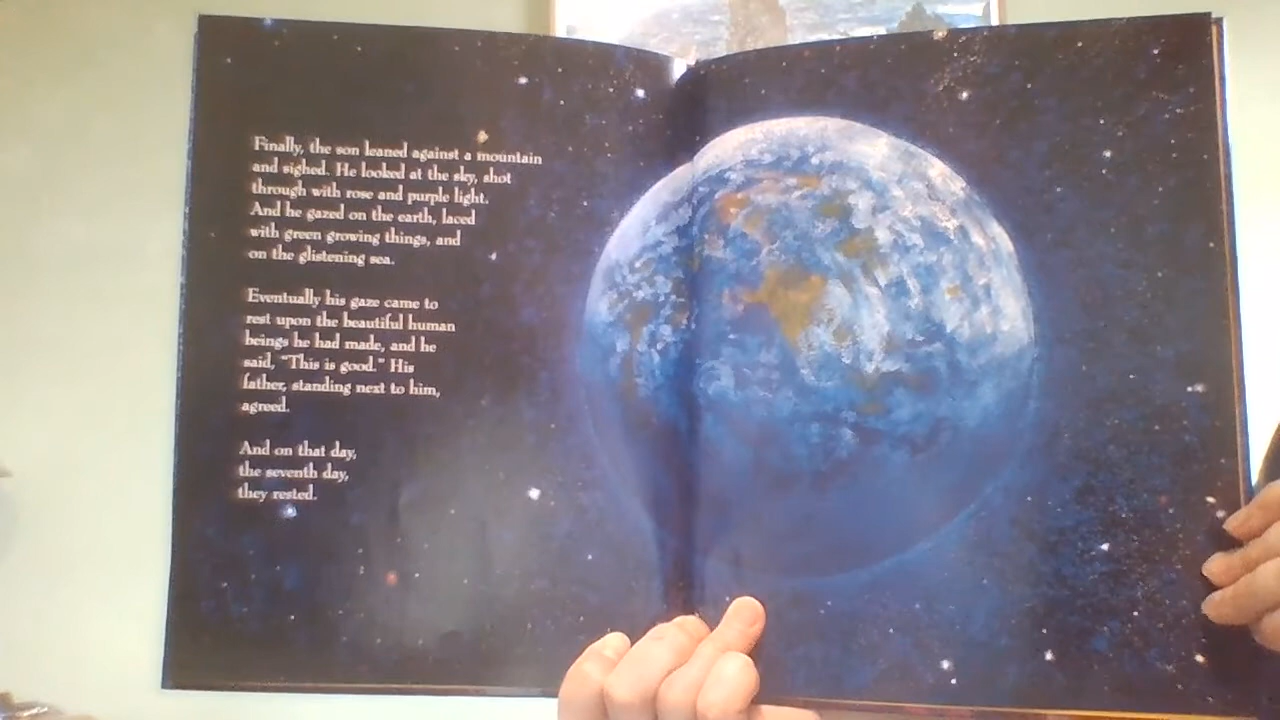 Finally, the son leaned against a mountain
and sighed. He looked at the sky, shot
through with rose and purple light.
And he gazed on the earth, laced
with green growing things, and
on the glistening sea.
Eventually his gaze came to
rest upon the beautiful human
beings he had made, and he
said, "This is good." His
father, standing next to him,
agreed.
And on that day,
the seventh day,
they rested.